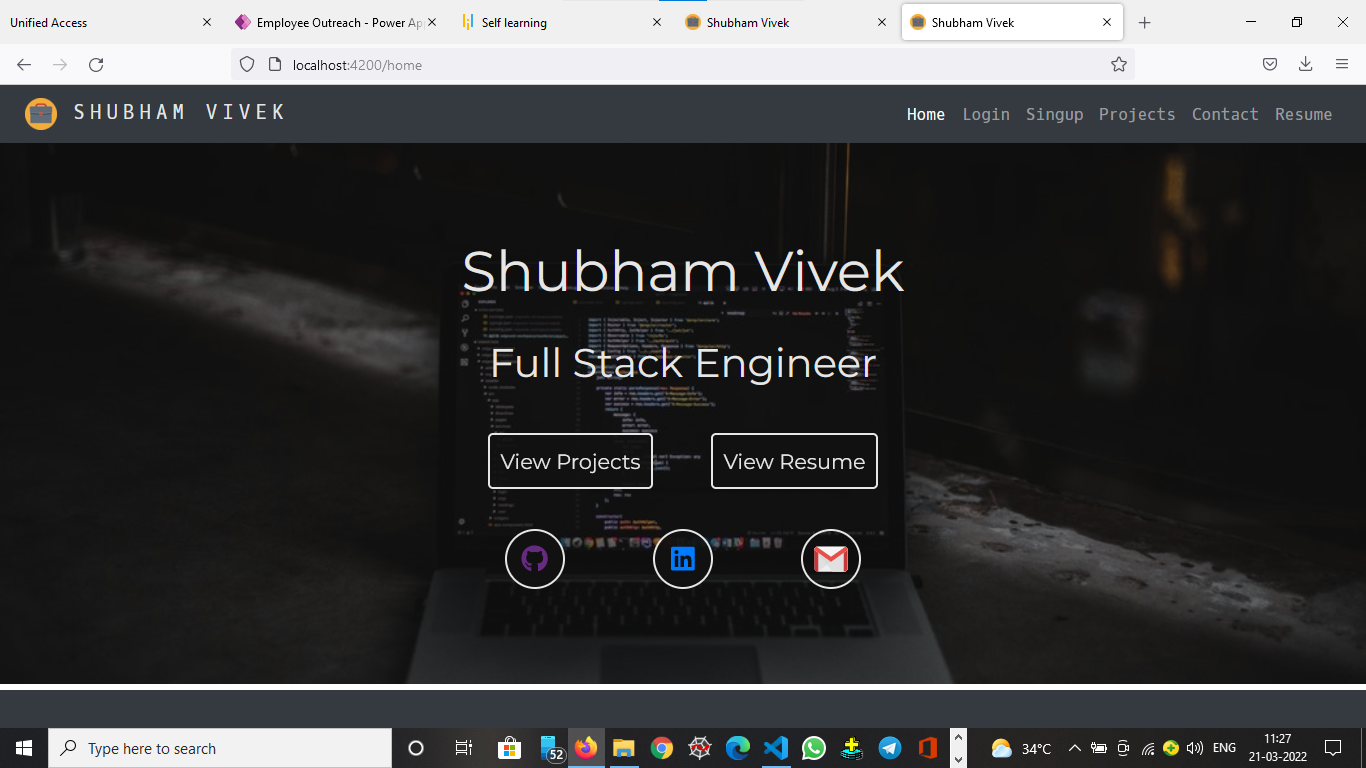 Unified Access
Employee Outreach - Power Ap
Self learning
Shubham Vivek
Shubham Vivek
localhost:4200/home
SHUBHAM VIVEK
Home Login Singup Projects Contact Resume
Shubham Vivek
Full Stack Engineer
View Projects
View Resume
Type here to search
52
34°C
ENG
11:27
21-03-2022